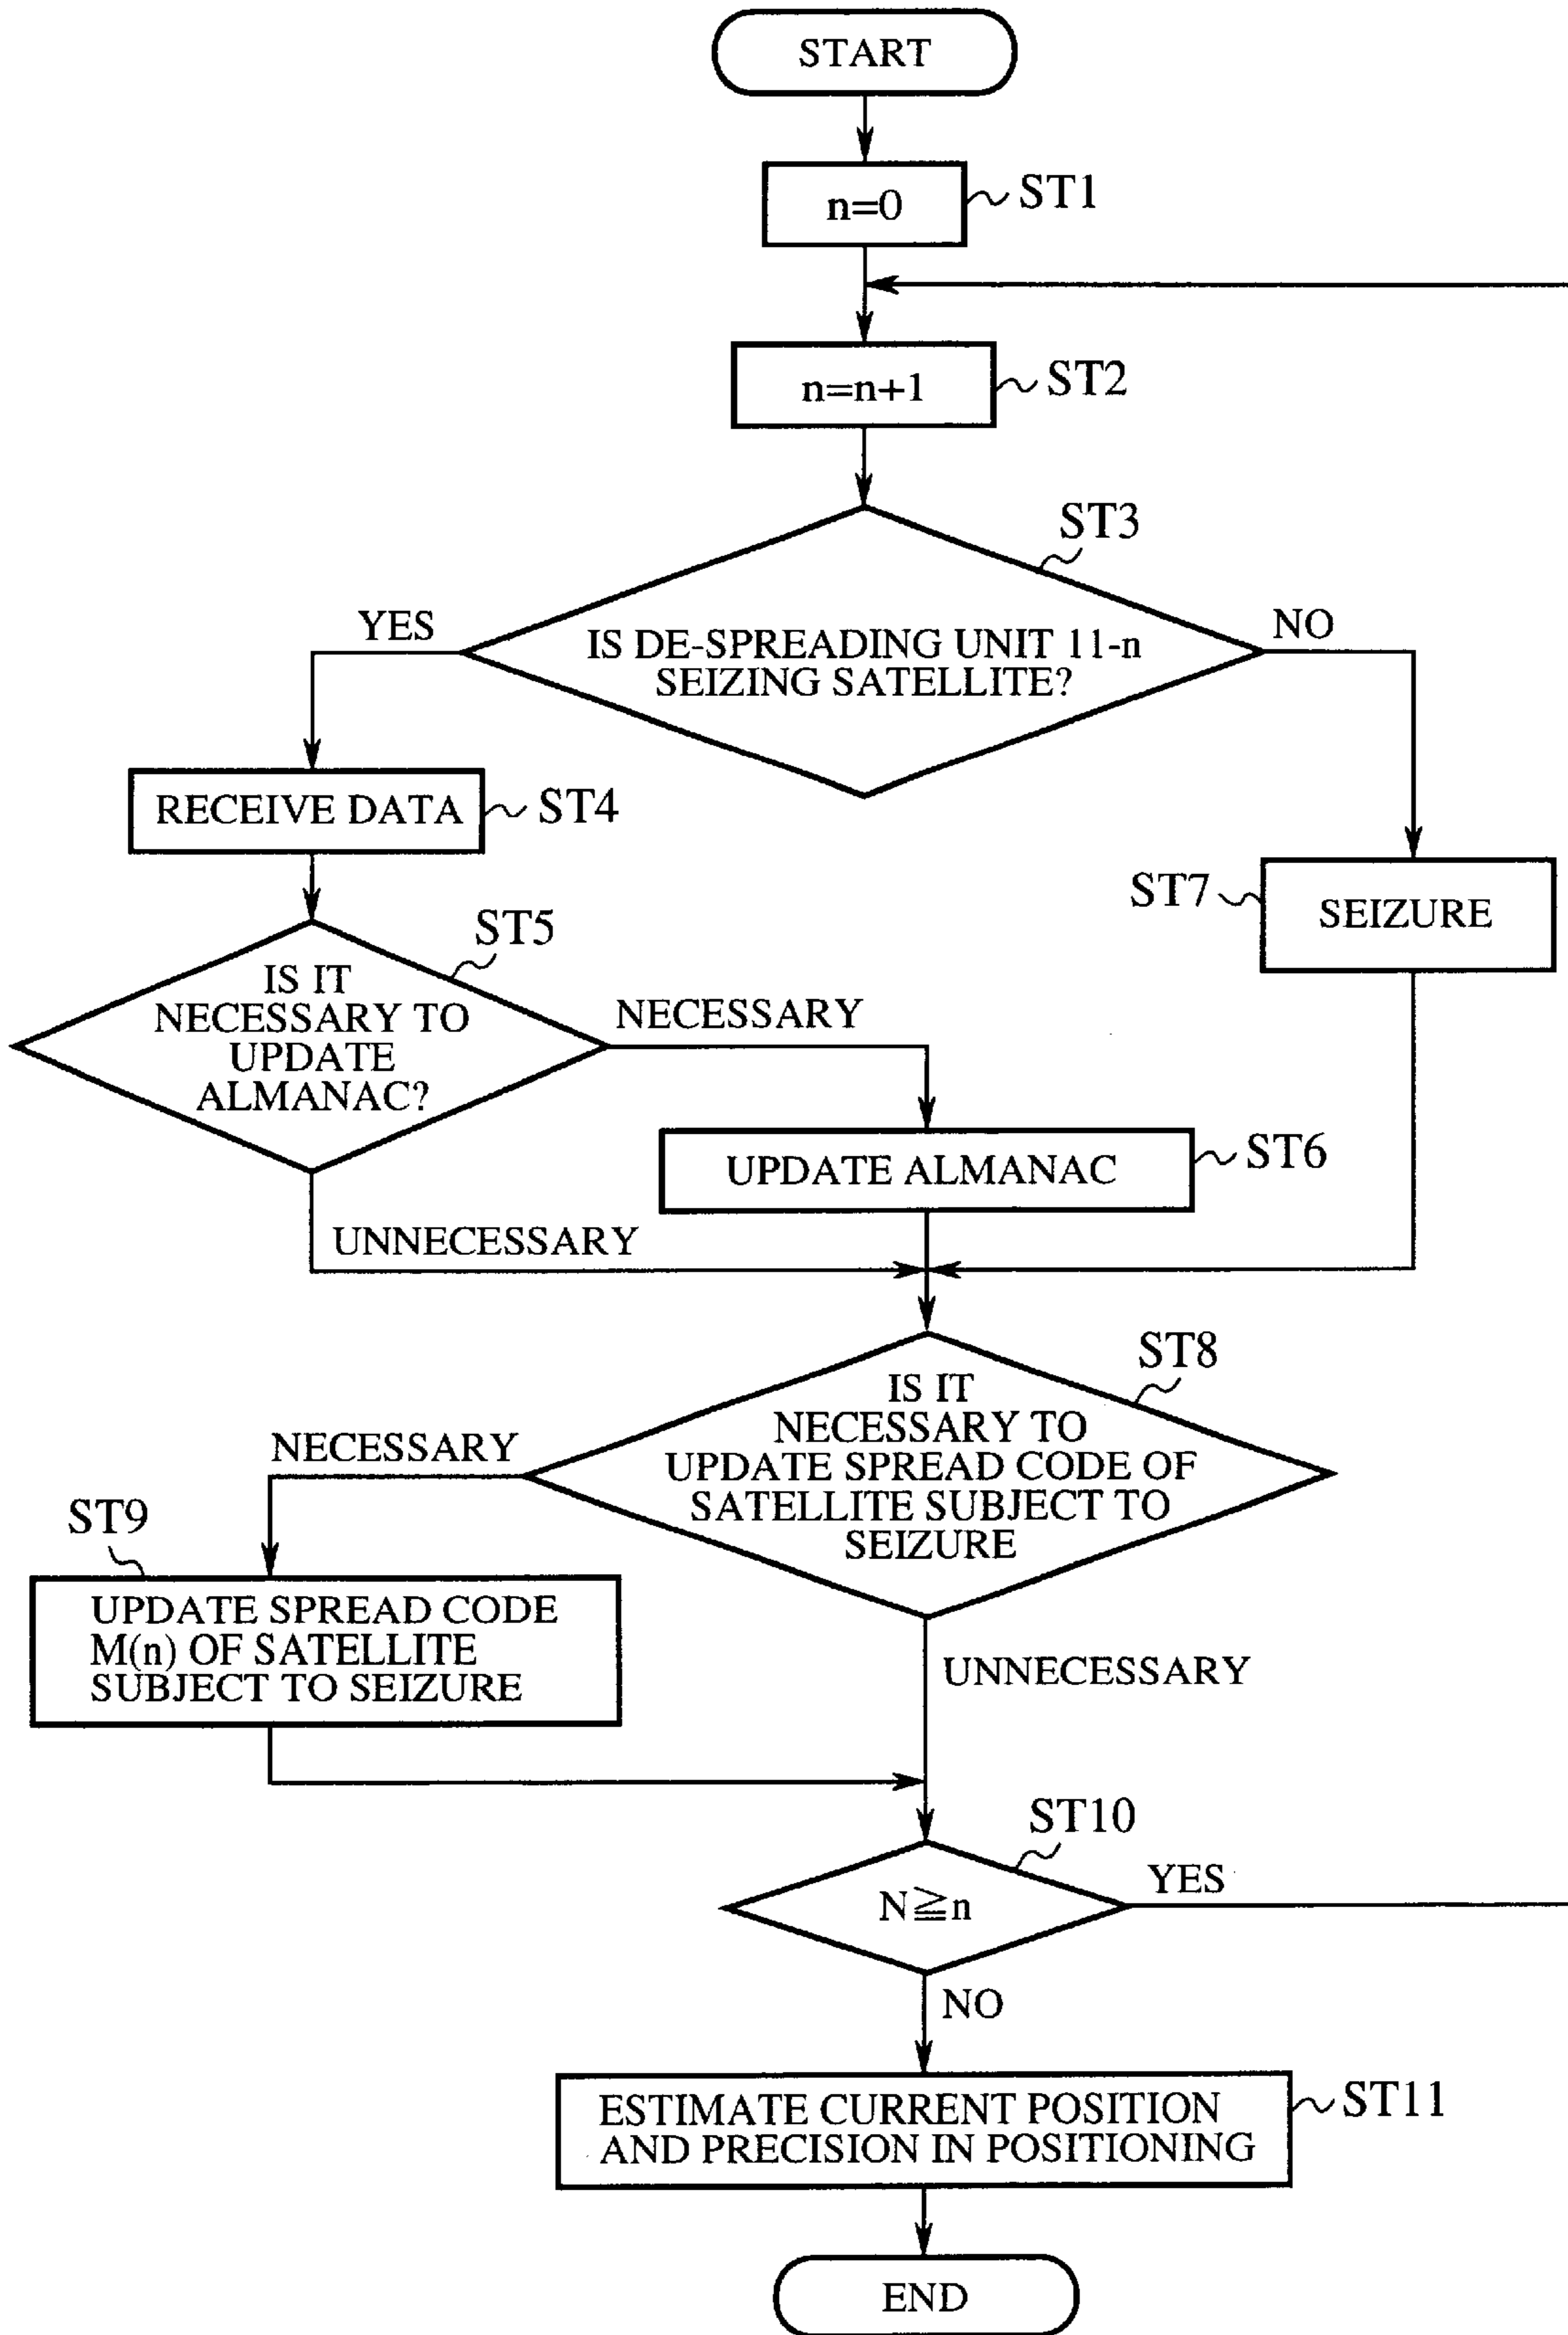 START
n=0
ST1
n=n+1
ST2
ST3
YES
NO
IS DE-SPREADING UNIT 11-n
SEIZING SATELLITE?
RECEIVE DATA
ST4
ST7
SEIZURE
ST5
IS IT
NECESSARY TO
UPDATE
ALMANAC?
NECESSARY
UPDATE ALMANAC
ST6
UNNECESSARY
ST8
IS IT
NECESSARY TO
UPDATE SPREAD CODE OF
SATELLITE SUBJECT TO
SEIZURE
NECESSARY
ST9
UPDATE SPREAD CODE
M(n) OF SATELLITE
SUBJECT TO SEIZURE
UNNECESSARY
ST10
N≧n
YES
NO
ESTIMATE CURRENT POSITION
AND PRECISION IN POSITIONING
ST11
END